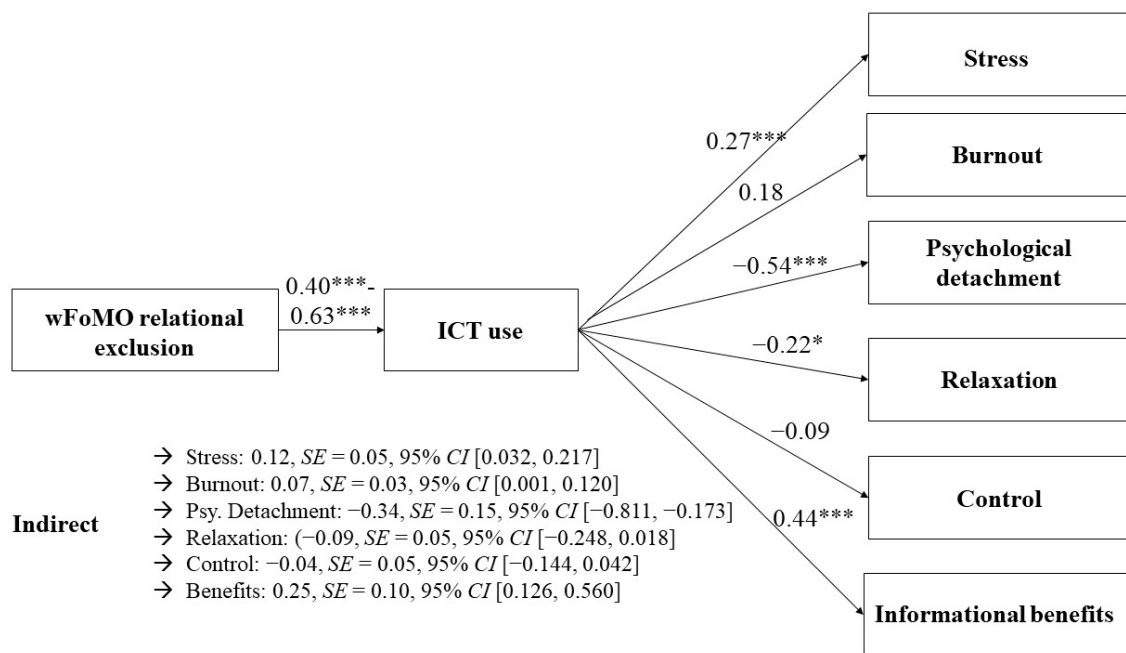 Stress
0.27***
Burnout
0.18
Psychological
detachment
−0.54***
0.40***-
0.63***
wFoMO relational
exclusion
ICT use
−0.22*
Relaxation
−0.09
Control
0.44***
Informational benefits
Indirect
→ Stress: 0.12, SE = 0.05, 95% CI [0.032, 0.217]
→ Burnout: 0.07, SE = 0.03, 95% CI [0.001, 0.120]
→ Psy. Detachment: −0.34, SE = 0.15, 95% CI [−0.811, −0.173]
→ Relaxation: (−0.09, SE = 0.05, 95% CI [−0.248, 0.018]
→ Control: −0.04, SE = 0.05, 95% CI [−0.144, 0.042]
→ Benefits: 0.25, SE = 0.10, 95% CI [0.126, 0.560]